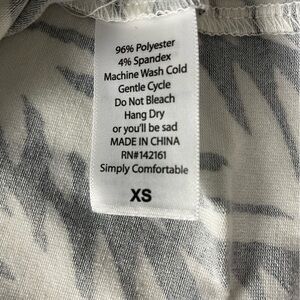 96% Polyester
4% Spandex
Machine Wash Cold
Gentle Cycle
Do Not Bleach
Hang Dry
or you'll be sad
MADE IN CHINA
RN#142161
Simply Comfortable
XS